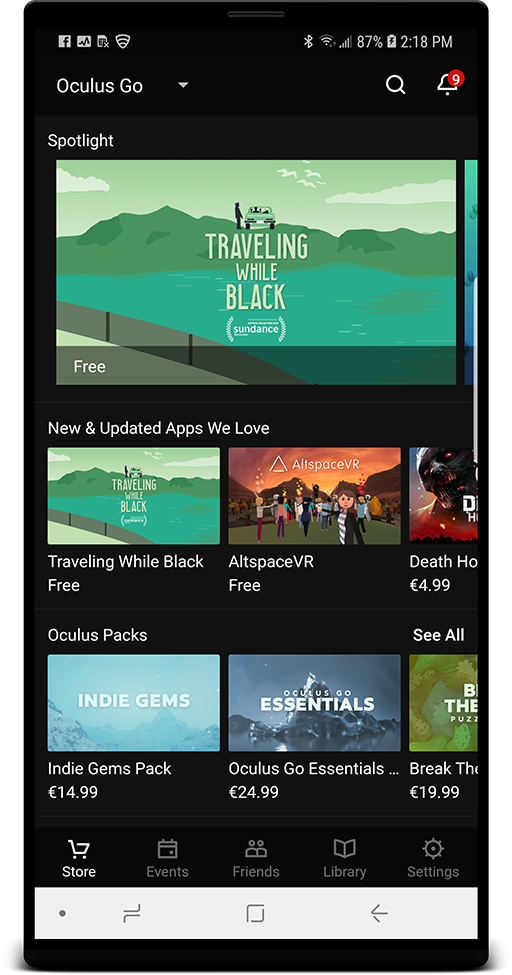 87% 2:18 PM
Oculus Go
9
Spotlight
TRAVELING
WHILE
BLACK
sundance
Free
New & Updated Apps We Love
TRAVELING
WHILE
BLACK
sundance
AltspaceVR
Traveling While Black
AltspaceVR
Death Ho
Free
Free
€4.99
Oculus Packs
See All
INDIE GEMS
OCULUS GO
ESSENTIALS
B
THE
PUZZ
Indie Gems Pack
Oculus Go Essentials ...
Break The
€14.99
€24.99
€19.99
Store
Events
Friends
Library
Settings